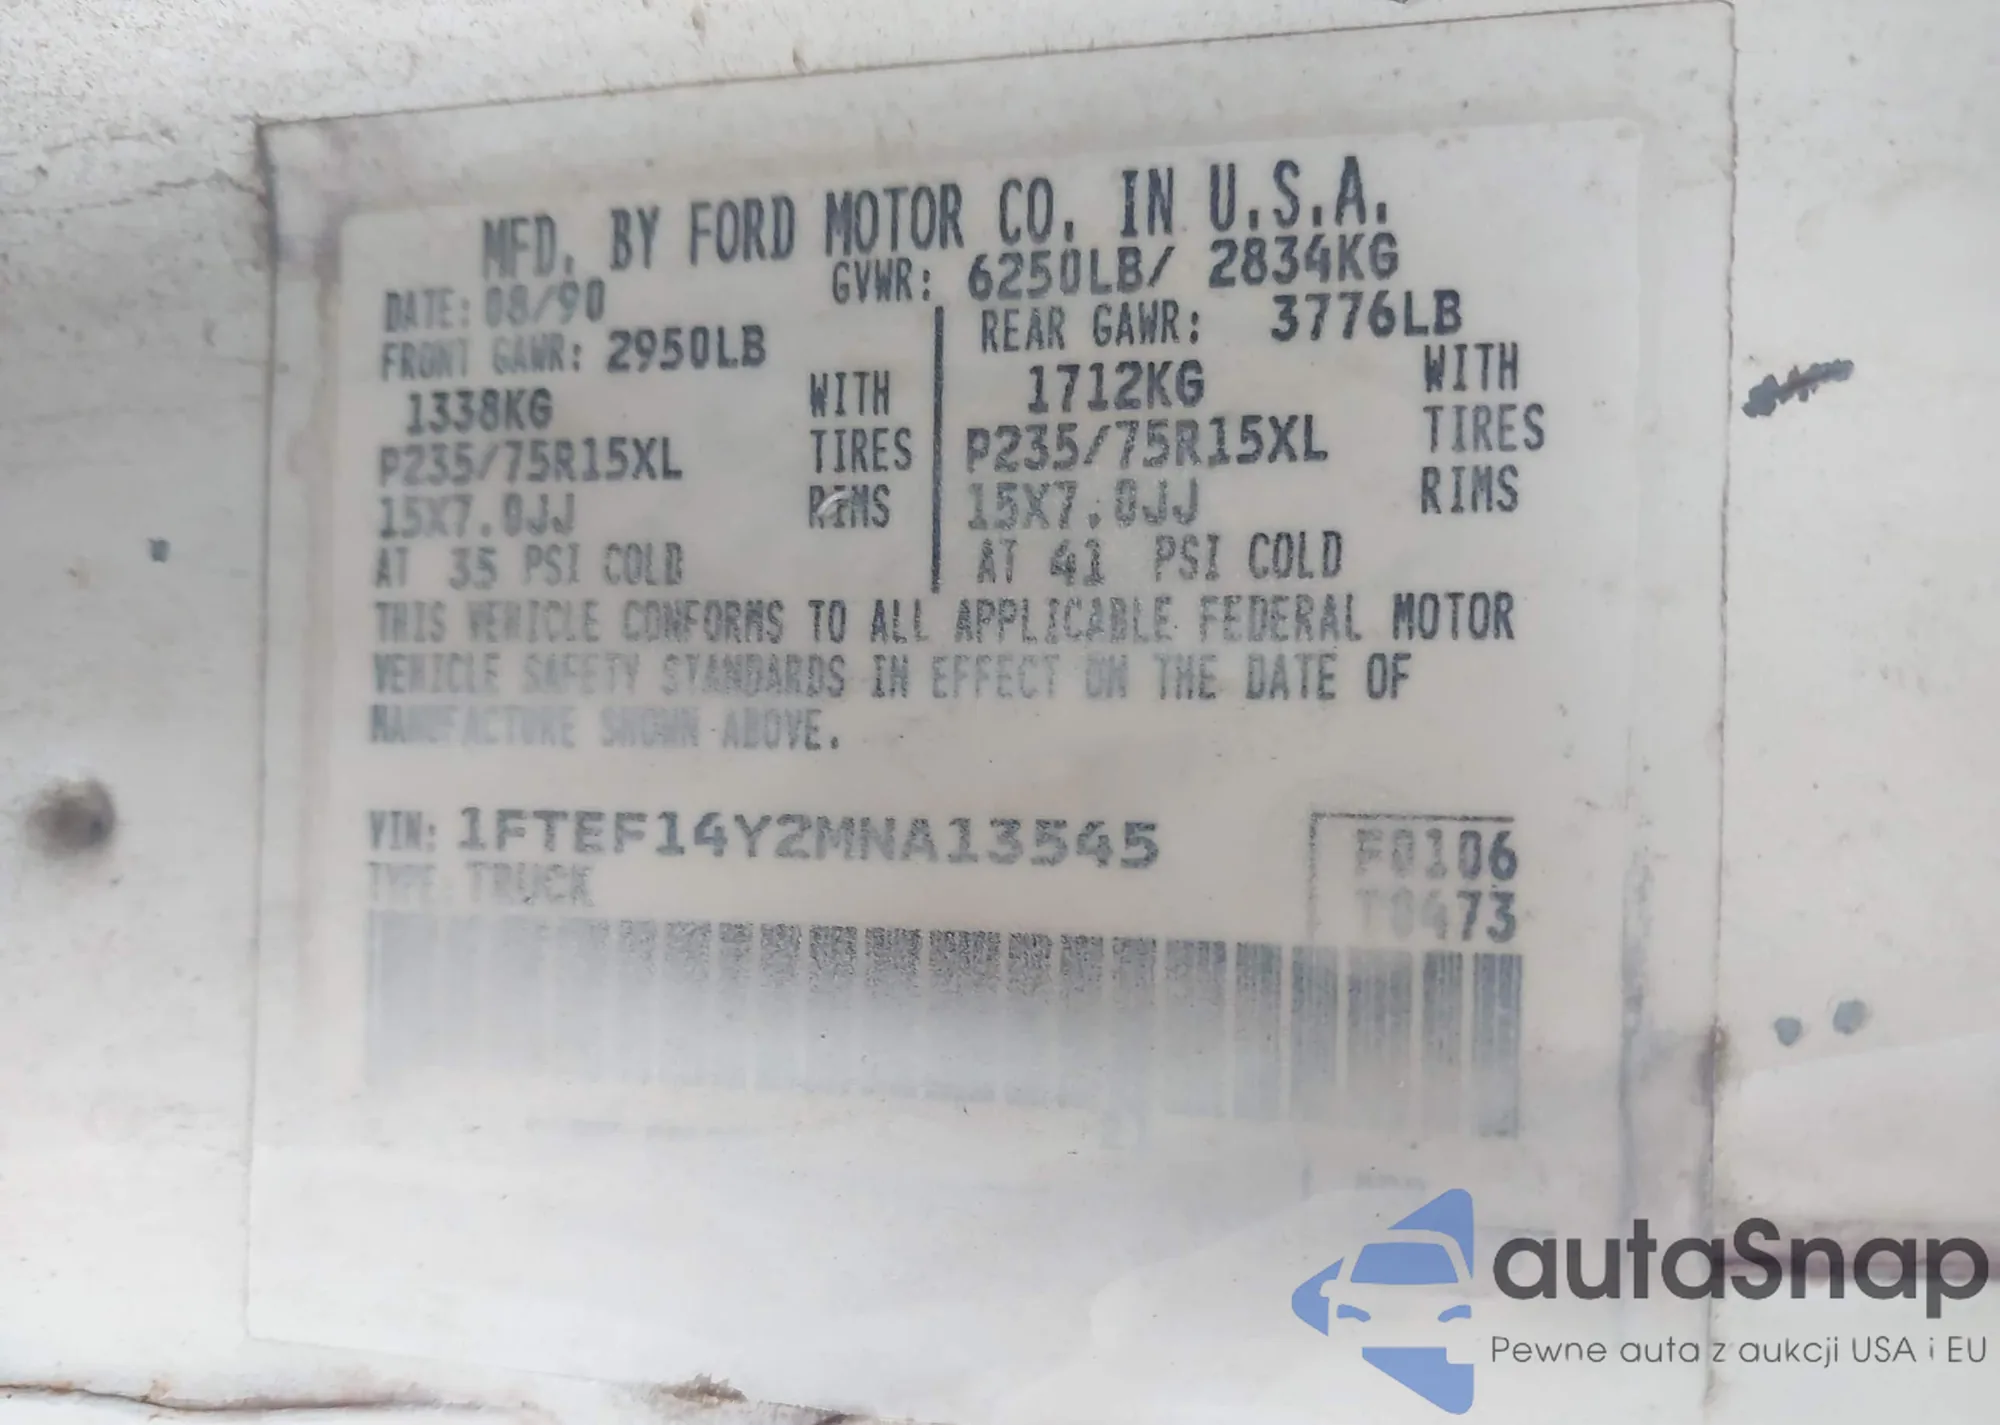 MFD. BY FORD MOTOR CO. IN U.S.A.
DATE: 08/90 GVWR: 6250LB/ 2834KG
FRONT GAWR: 2950LB REAR GAWR: 3776LB
1338KG WITH 1712KG WITH
P235/75R15XL TIRES P235/75R15XL TIRES
15X7.0JJ RIMS 15X7.0JJ RIMS
AT 35 PSI COLD AT 41 PSI COLD
THIS VEHICLE CONFORMS TO ALL APPLICABLE FEDERAL MOTOR
VEHICLE SAFETY STANDARDS IN EFFECT ON THE DATE OF
MANUFACTURE SHOWN ABOVE.
VIN: 1FTEF14Y2MNA13545 F0106
TYPE: TRUCK T0473
autaSnap
Pewne auta z aukcji USA i EU